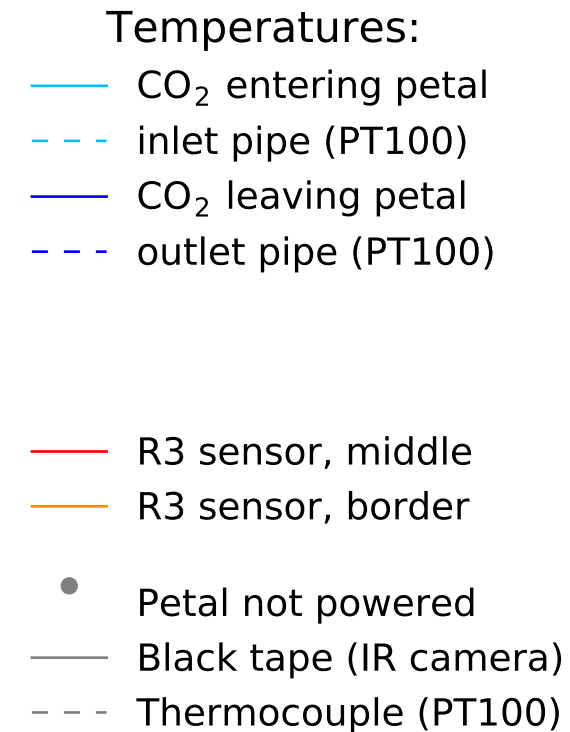 Temperatures:
CO₂ entering petal
inlet pipe (PT100)
CO₂ leaving petal
outlet pipe (PT100)
R3 sensor, middle
R3 sensor, border
Petal not powered
Black tape (IR camera)
Thermocouple (PT100)